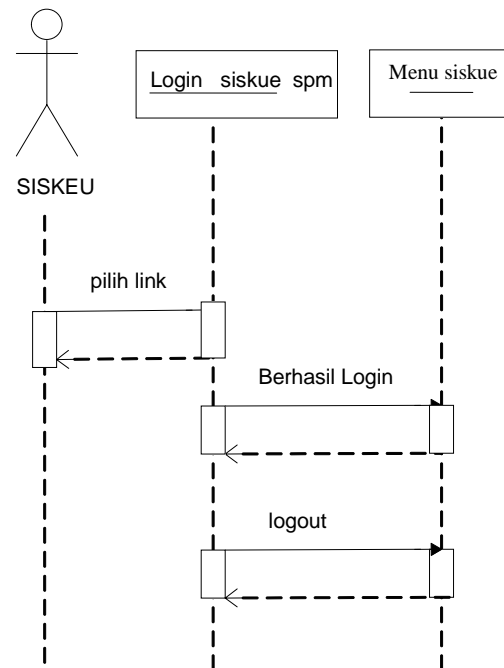 Login siskue spm
Menu siskue
SISKEU
pilih link
Berhasil Login
logout